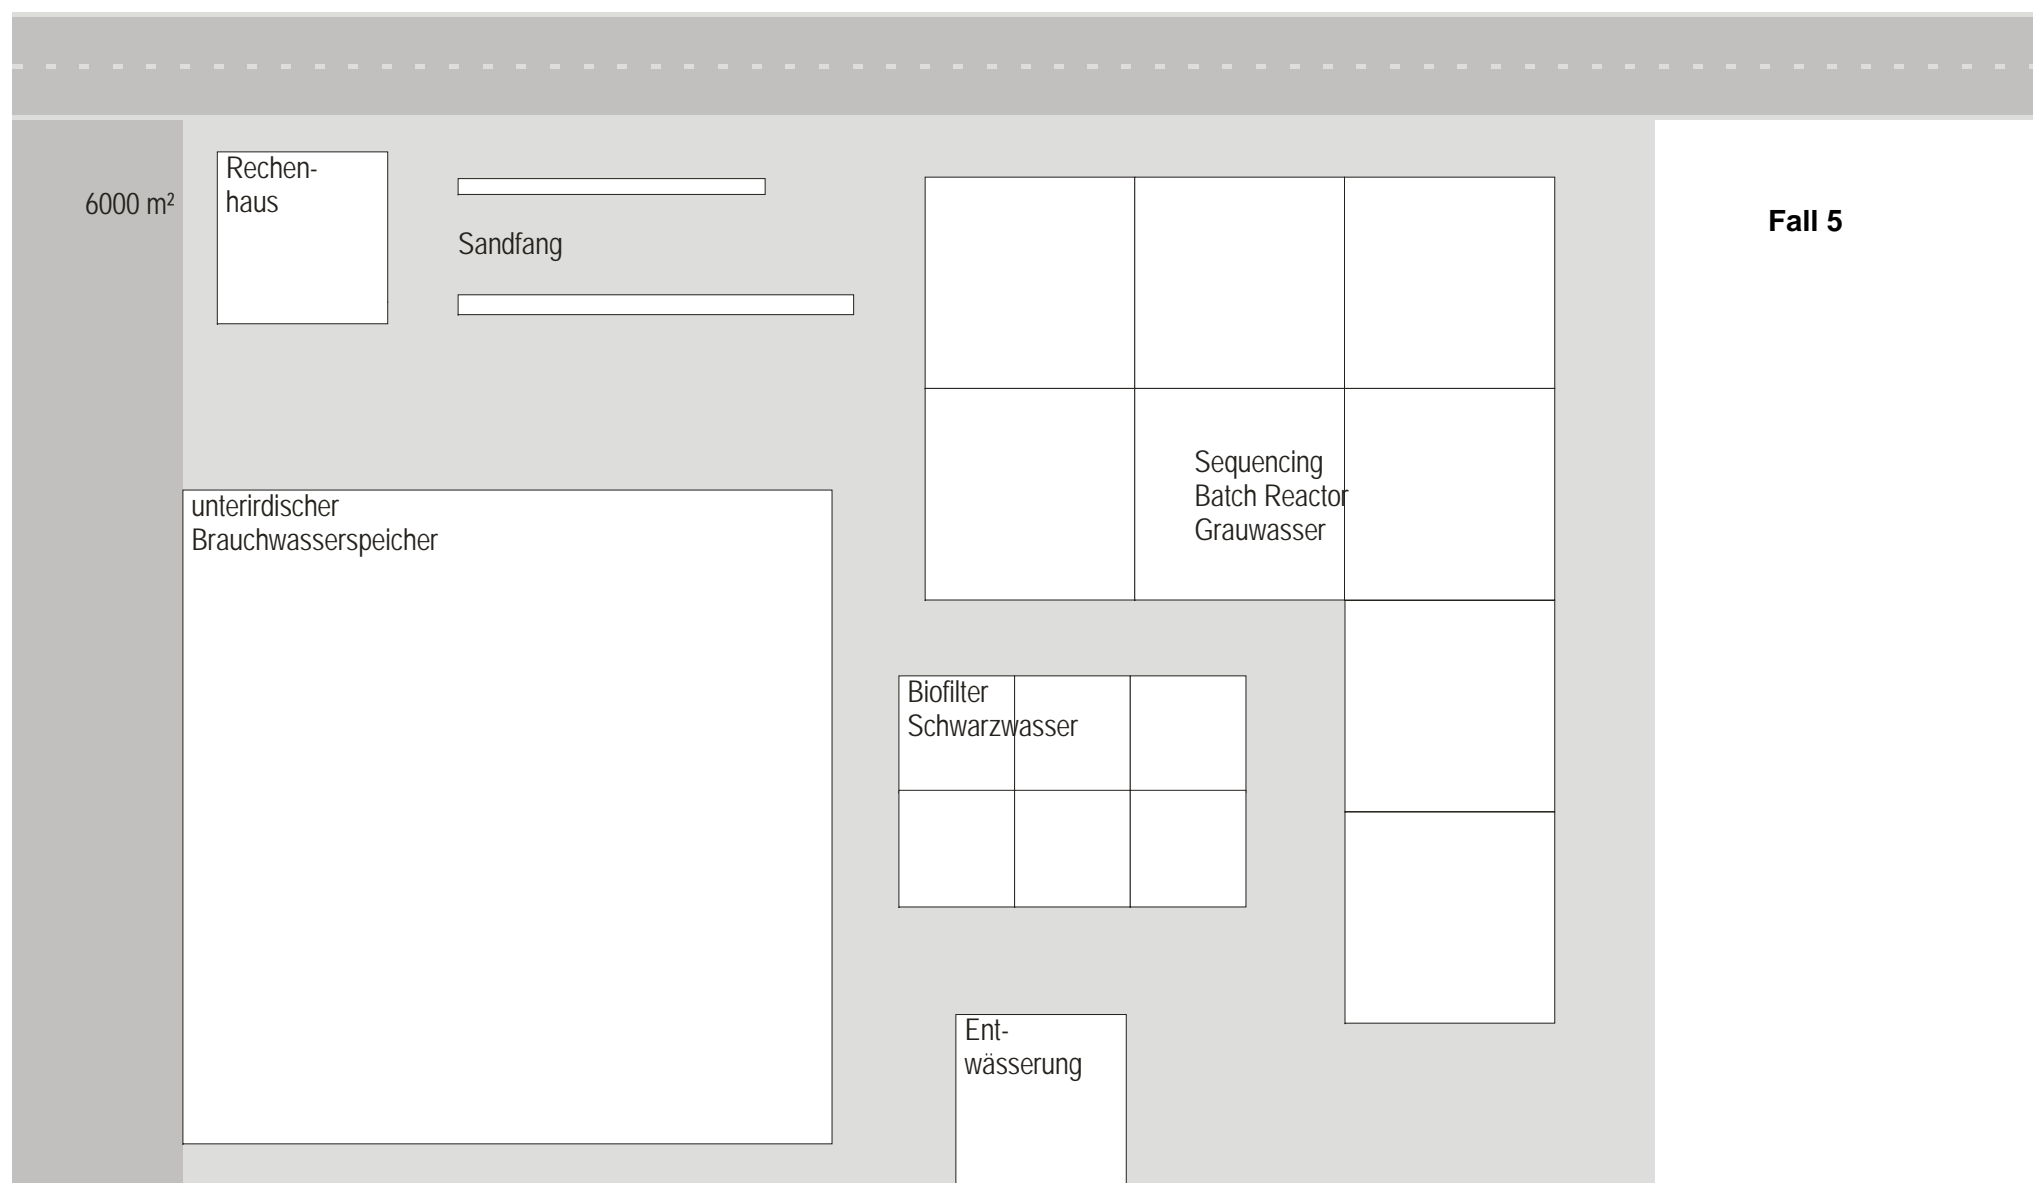 6000 m²
Rechen-
haus
Sandfang
Fall 5
Sequencing
Batch Reactor
Grauwasser
unterirdischer
Brauchwasserspeicher
Biofilter
Schwarzwasser
Ent-
wässerung